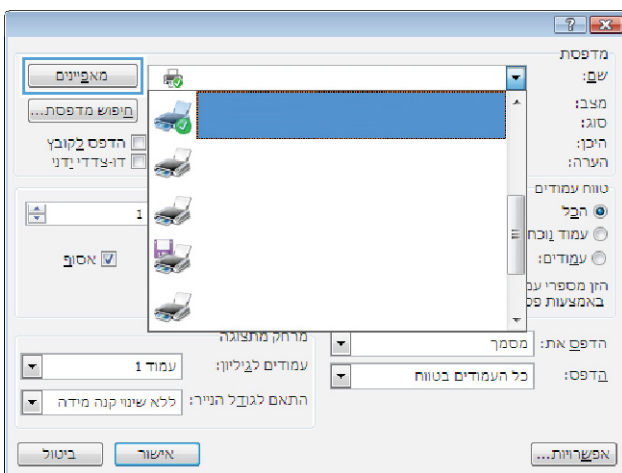 מדפסת
שם:
מאפיינים
מצב:
חיפוש מדפסת...
סוג:
היכן:
הדפס לקובץ
הערה:
דו-צדדי ידני
טווח עמודים
הכל
1
עמוד נוכח
עמודים:
אסוף
הזן מספרי עמ
באמצעות פס
הדפס את:
מסמך
הדפס:
כל העמודים בטווח
מרחק מתצוגה
עמודים לגיליון:
עמוד 1
התאם לגודל הנייר:
ללא שינוי קנה מידה
אפשרויות...
אישור
ביטול